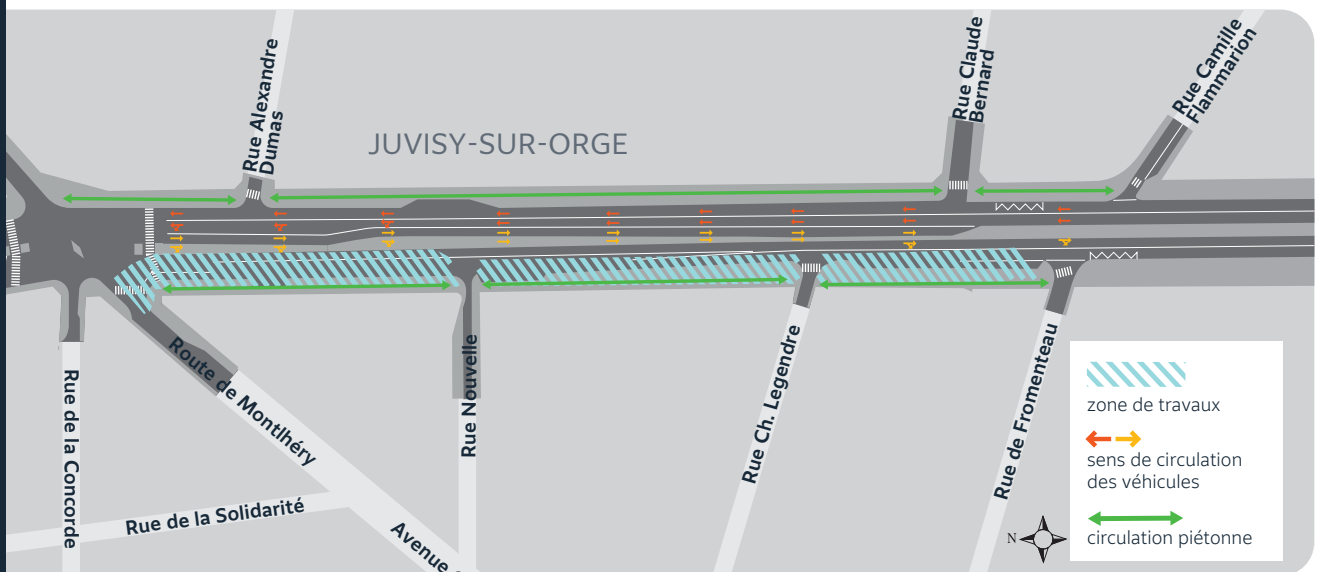 Rue Alexandre
Dumas
JUVISY-SUR-ORGE
Rue Claude
Bernard
Rue Camille
Flammarion
Rue de la Concorde
Route de Montlhéry
Rue de la Solidarité
Avenue
Rue Nouvelle
Rue Ch. Legendre
Rue de Fromenteau
N
zone de travaux
sens de circulation
des véhicules
circulation piétonne